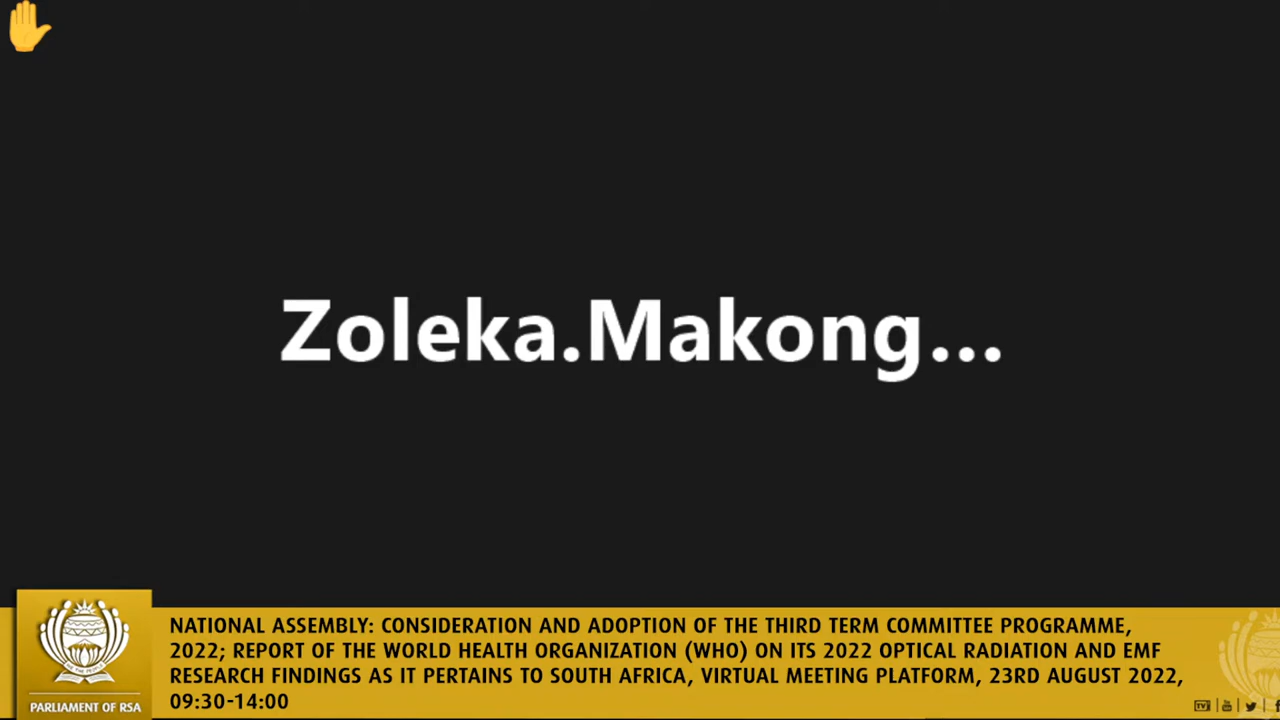 Zoleka.Makong...
NATIONAL ASSEMBLY: CONSIDERATION AND ADOPTION OF THE THIRD TERM COMMITTEE PROGRAMME,
2022; REPORT OF THE WORLD HEALTH ORGANIZATION (WHO) ON ITS 2022 OPTICAL RADIATION AND EMF
RESEARCH FINDINGS AS IT PERTAINS TO SOUTH AFRICA, VIRTUAL MEETING PLATFORM, 23RD AUGUST 2022,
09:30-14:00
PARLIAMENT OF RSA